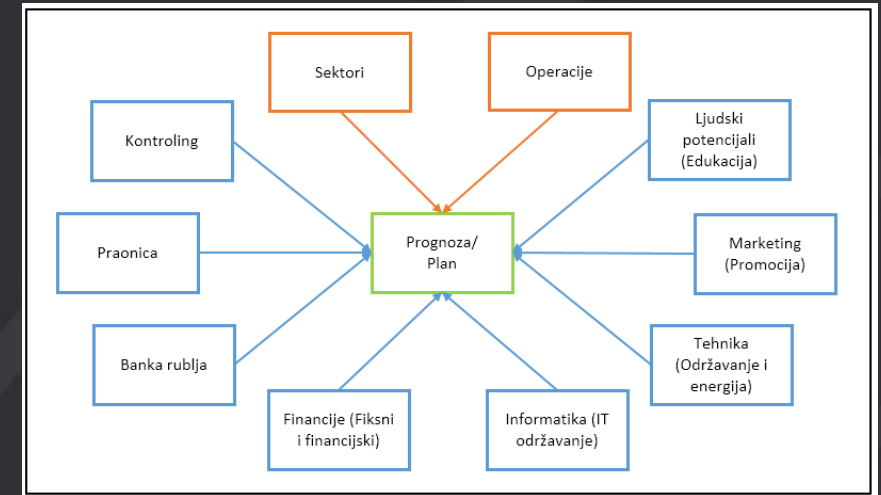 Sektori
Operacije
Kontroling
Ljudski
potencijali
(Edukacija)
Praonica
Prognoza/
Plan
Marketing
(Promocija)
Banka rublja
Tehnika
(Održavanje i
energija)
Financije (Fiksni
i financijski)
Informatika (IT
održavanje)